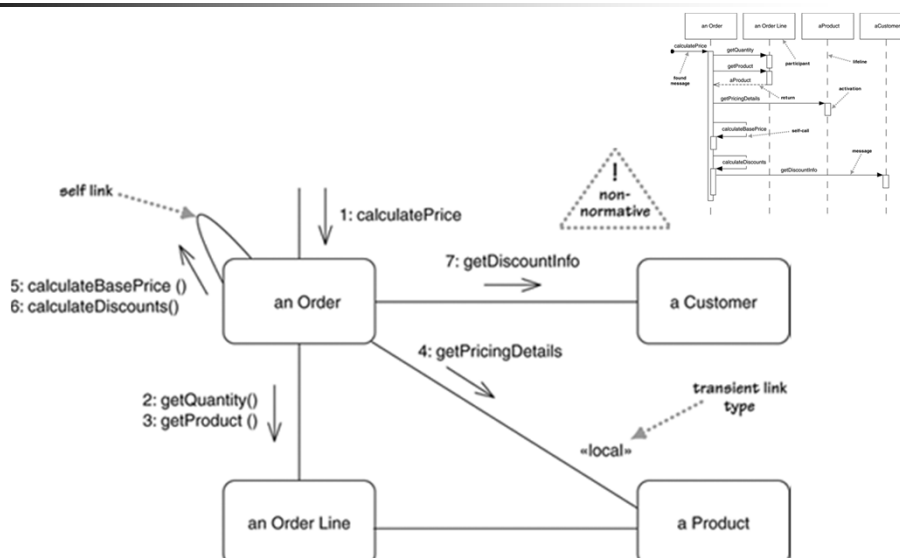 an Order
an Order Line
aProduct
aCustomer
calculatePrice
getQuantity
found
message
getProduct
participant
lifeline
aProduct
return
activation
getPricingDetails
calculateBasePrice
self-call
calculateDiscounts
message
getDiscountInfo
self link
1: calculatePrice
!
non-
normative
5: calculateBasePrice ()
6: calculateDiscounts()
an Order
7: getDiscountInfo
a Customer
4: getPricingDetails
2: getQuantity()
3: getProduct ()
transient link
type
«local»
an Order Line
a Product